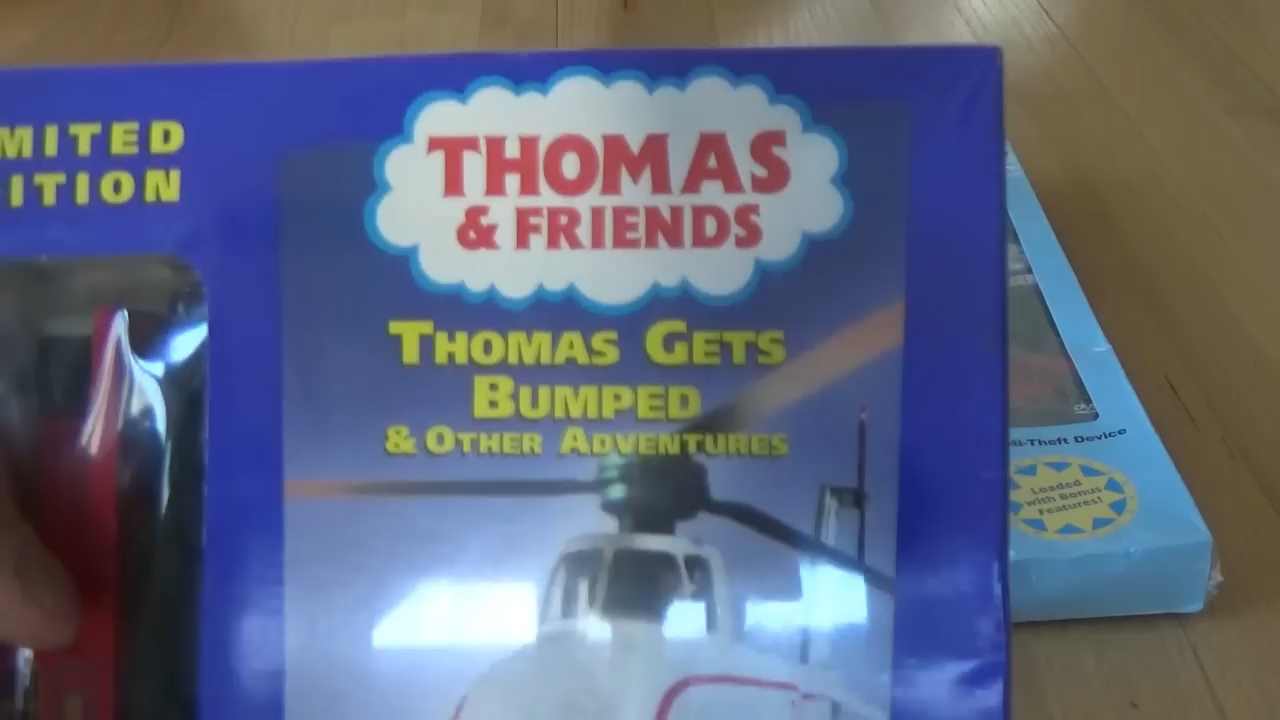 MITED
ITION
THOMAS
& FRIENDS
THOMAS GETS
BUMPED
& OTHER ADVENTURES
-Theft Device
Loaded
with Bonus
Features!